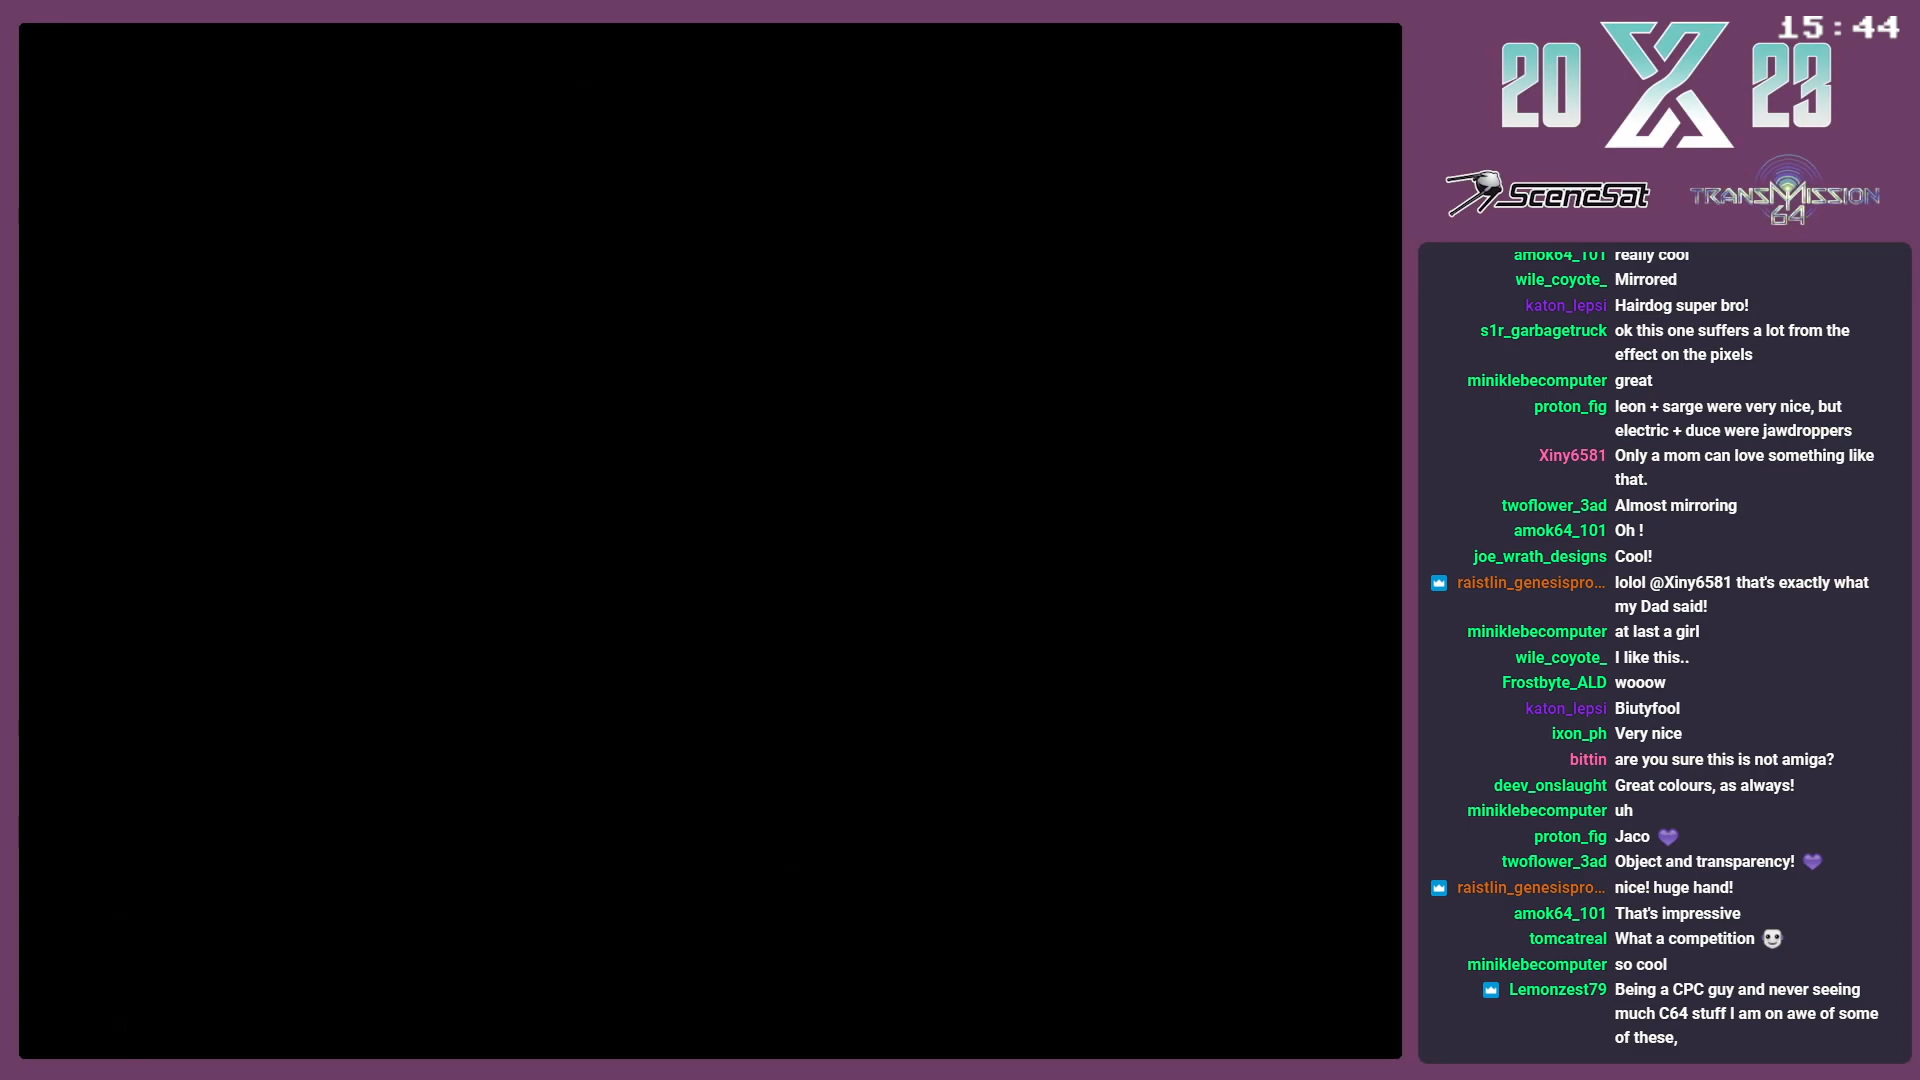 15:44
20 X 23
SceneSat
TRANSMISSION
64
amok64_101 really cool
wile_coyote_ Mirrored
katon_lepsi Hairdog super bro!
s1r_garbagetruck ok this one suffers a lot from the
effect on the pixels
miniklebecomputer great
proton_fig leon + sarge were very nice, but
electric + duce were jawdroppers
Xiny6581 Only a mom can love something like
that.
twoflower_3ad Almost mirroring
amok64_101 Oh !
joe_wrath_designs Cool!
raistlin_genesispro... lolol @Xiny6581 that's exactly what
my Dad said!
miniklebecomputer at last a girl
wile_coyote_ I like this..
Frostbyte_ALD wooow
katon_lepsi Biutyfool
ixon_ph Very nice
bittin are you sure this is not amiga?
deev_onslaught Great colours, as always!
miniklebecomputer uh
proton_fig Jaco
twoflower_3ad Object and transparency!
raistlin_genesispro... nice! huge hand!
amok64_101 That's impressive
tomcatreal What a competition
miniklebecomputer so cool
Lemonzest79 Being a CPC guy and never seeing
much C64 stuff I am on awe of some
of these,